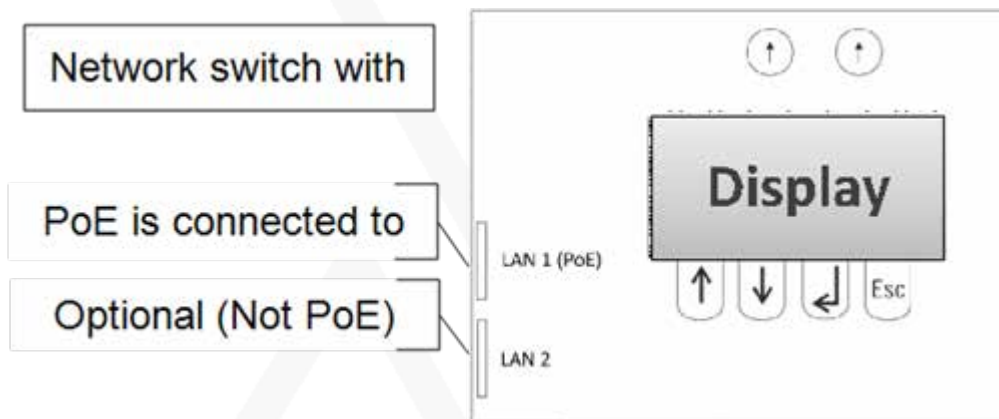 Network switch with
PoE is connected to
Optional (Not PoE)
↑ ↑
Display
LAN 1 (PoE)
↑ ↓ ↵ Esc
LAN 2